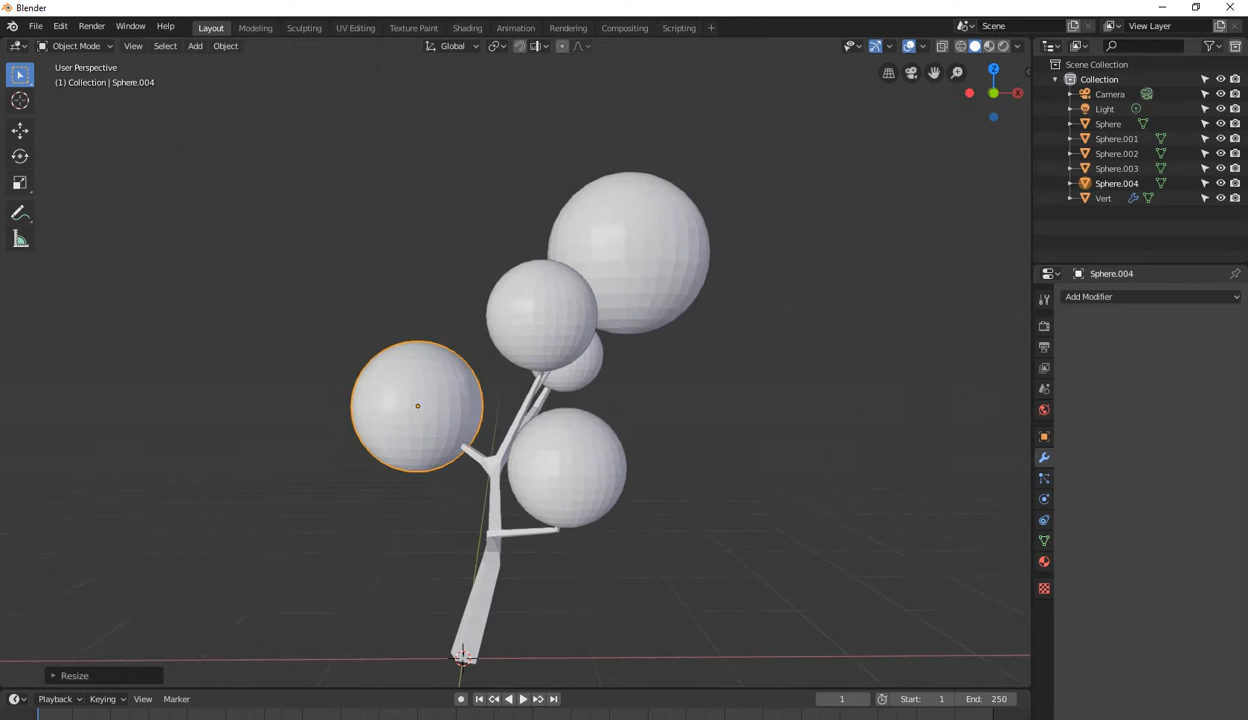 Blender
File Edit Render Window Help Layout Modeling Sculpting UV Editing Texture Paint Shading Animation Rendering Compositing Scripting + Scene View Layer
Object Mode View Select Add Object Global
User Perspective
(1) Collection | Sphere.004
Z
X
Scene Collection
Collection
Camera
Light
Sphere
Sphere.001
Sphere.002
Sphere.003
Sphere.004
Vert
Sphere.004
Add Modifier
Resize
Playback Keying View Marker 1 Start: 1 End: 250